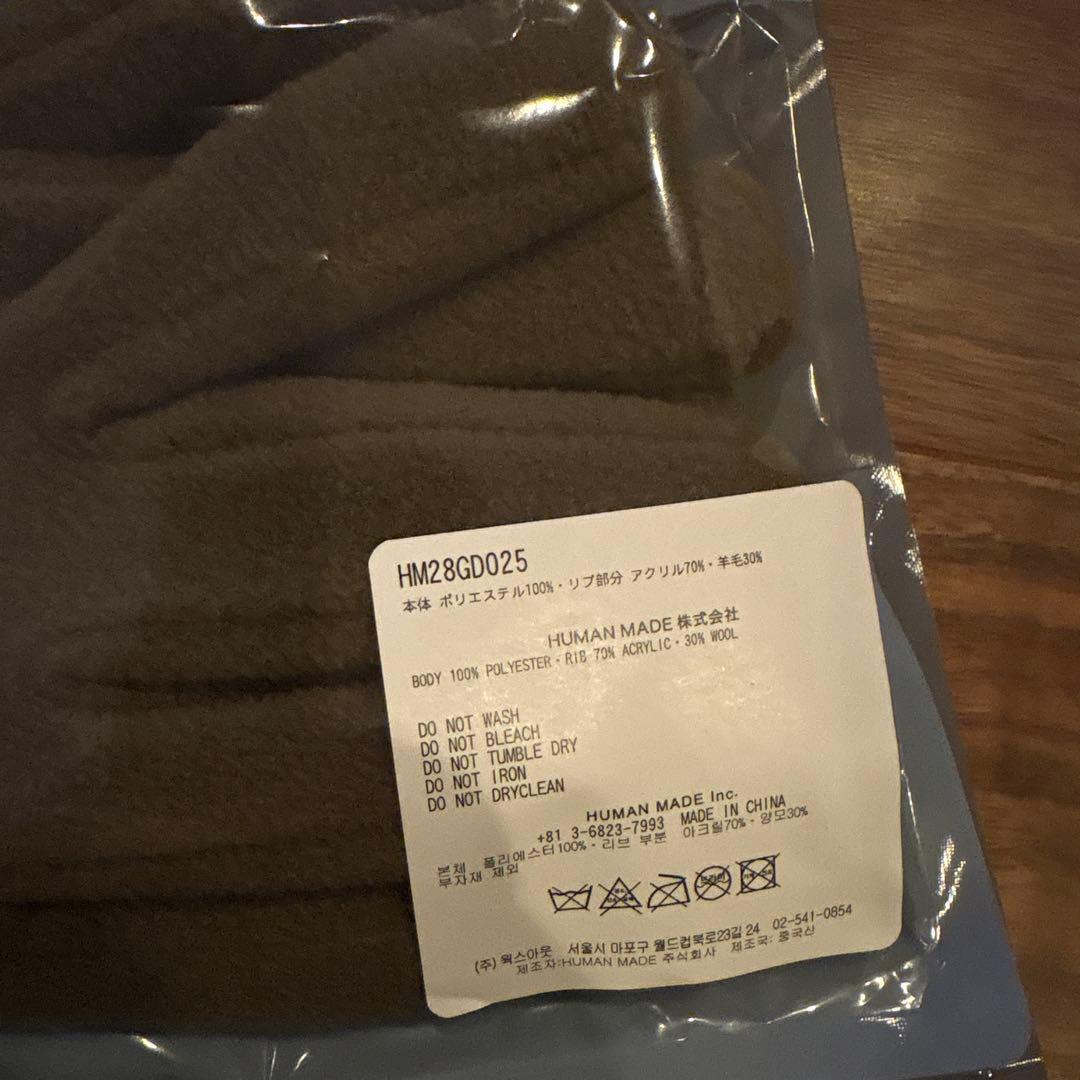 HM28GD025
本体 ポリエステル100%・リブ部分 アクリル70%・羊毛30%
HUMAN MADE 株式会社
BODY 100% POLYESTER・RIB 70% ACRYLIC・30% WOOL
DO NOT WASH
DO NOT BLEACH
DO NOT TUMBLE DRY
DO NOT IRON
DO NOT DRYCLEAN
HUMAN MADE Inc.
+81 3-6823-7993 MADE IN CHINA
본체 폴리에스터100%・리브 부분 아크릴70%・양모30%
부자재 제외
(주) 웍스아웃 서울시 마포구 월드컵북로23길 24 02-541-0854
제조자:HUMAN MADE 주식회사 제조국: 중국산